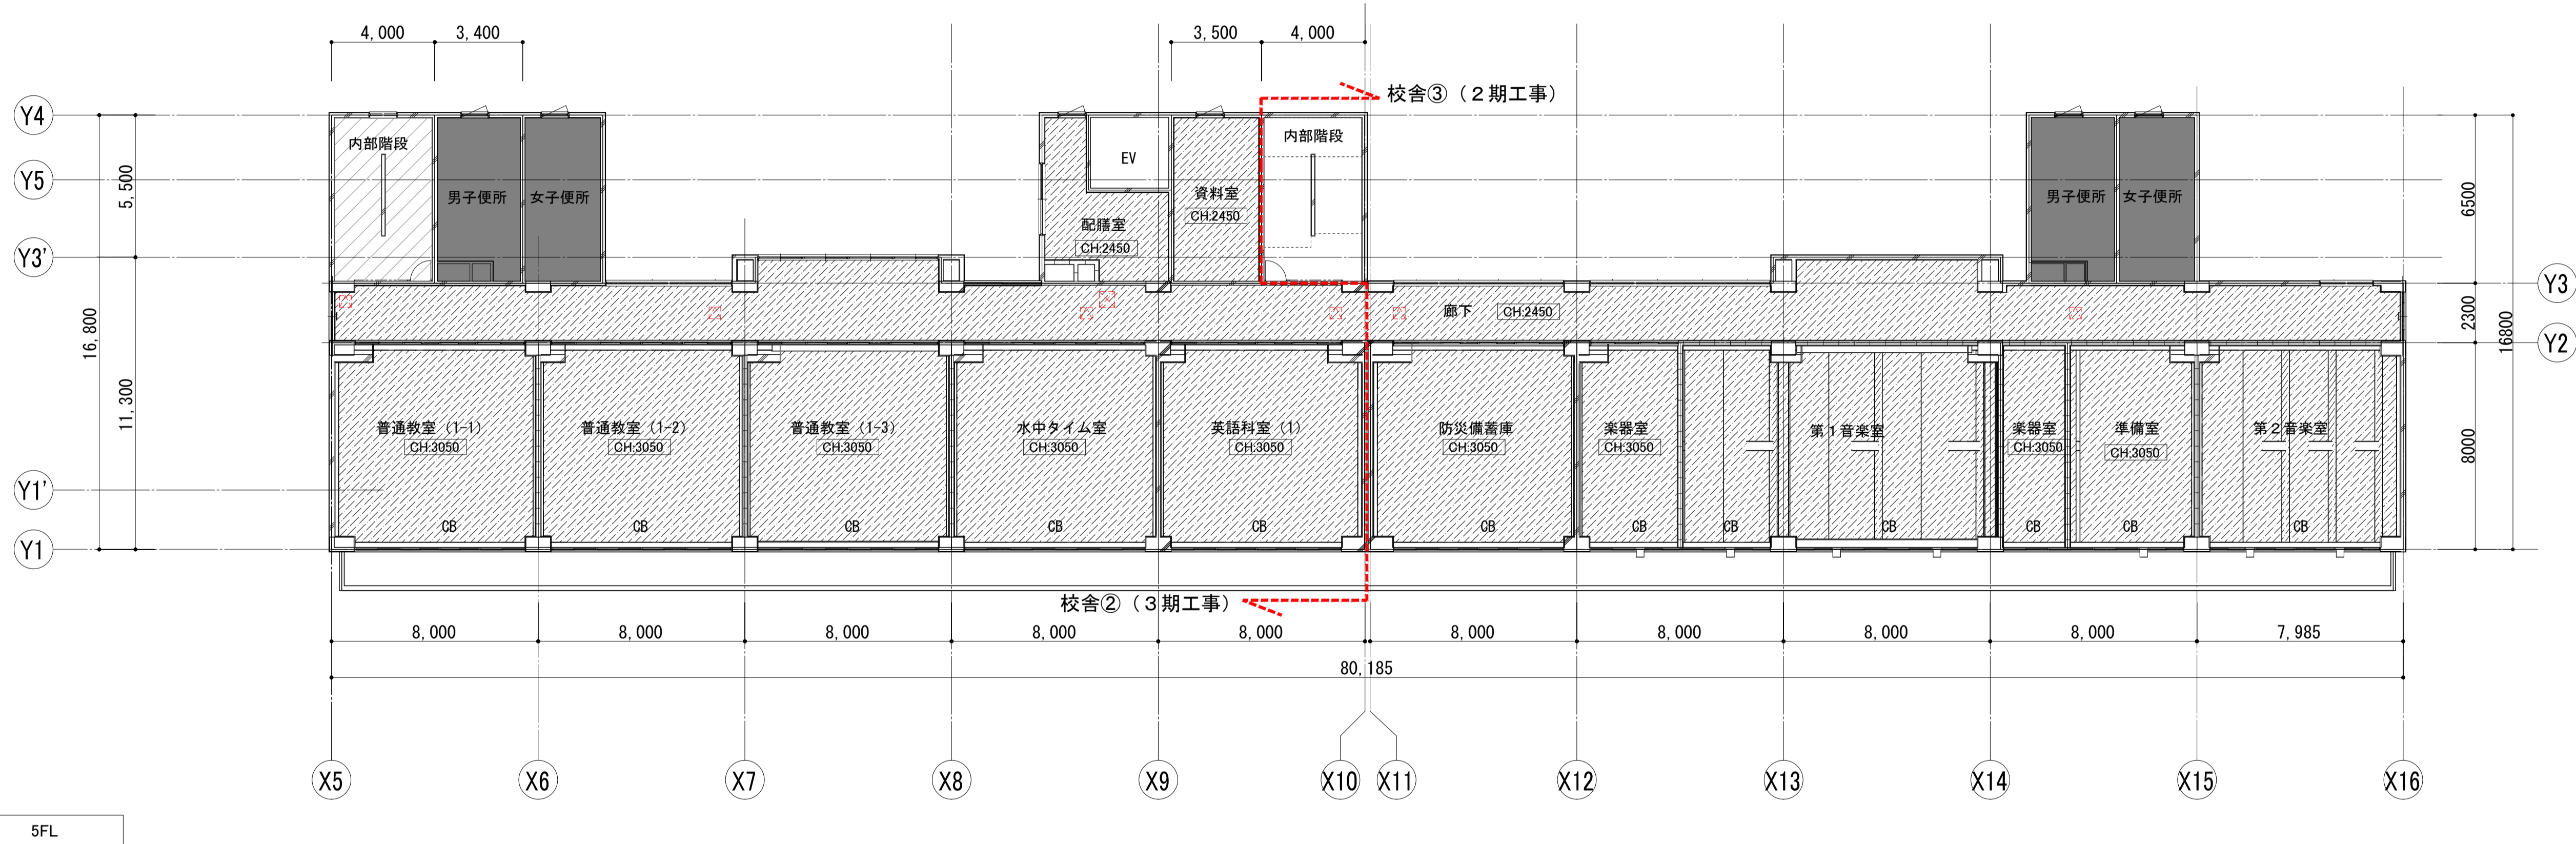 4,000
3,400
3,500
4,000
校舎③（２期工事）
Y4
Y5
Y3'
Y1'
Y1
5,500
16,800
11,300
内部階段
男子便所
女子便所
EV
配膳室
CH:2450
資料室
CH:2450
内部階段
男子便所
女子便所
6500
2300
16800
8000
Y3
Y2
廊下
CH:2450
普通教室（1-1）
CH:3050
普通教室（1-2）
CH:3050
普通教室（1-3）
CH:3050
水中タイム室
CH:3050
英語科室（1）
CH:3050
防災備蓄庫
CH:3050
楽器室
CH:3050
第１音楽室
楽器室
CH:3050
準備室
CH:3050
第２音楽室
CB
CB
CB
CB
CB
CB
CB
CB
CB
CB
CB
CB
校舎②（３期工事）
8,000
8,000
8,000
8,000
8,000
8,000
8,000
8,000
8,000
7,985
80,185
X5
X6
X7
X8
X9
X10
X11
X12
X13
X14
X15
X16
5FL